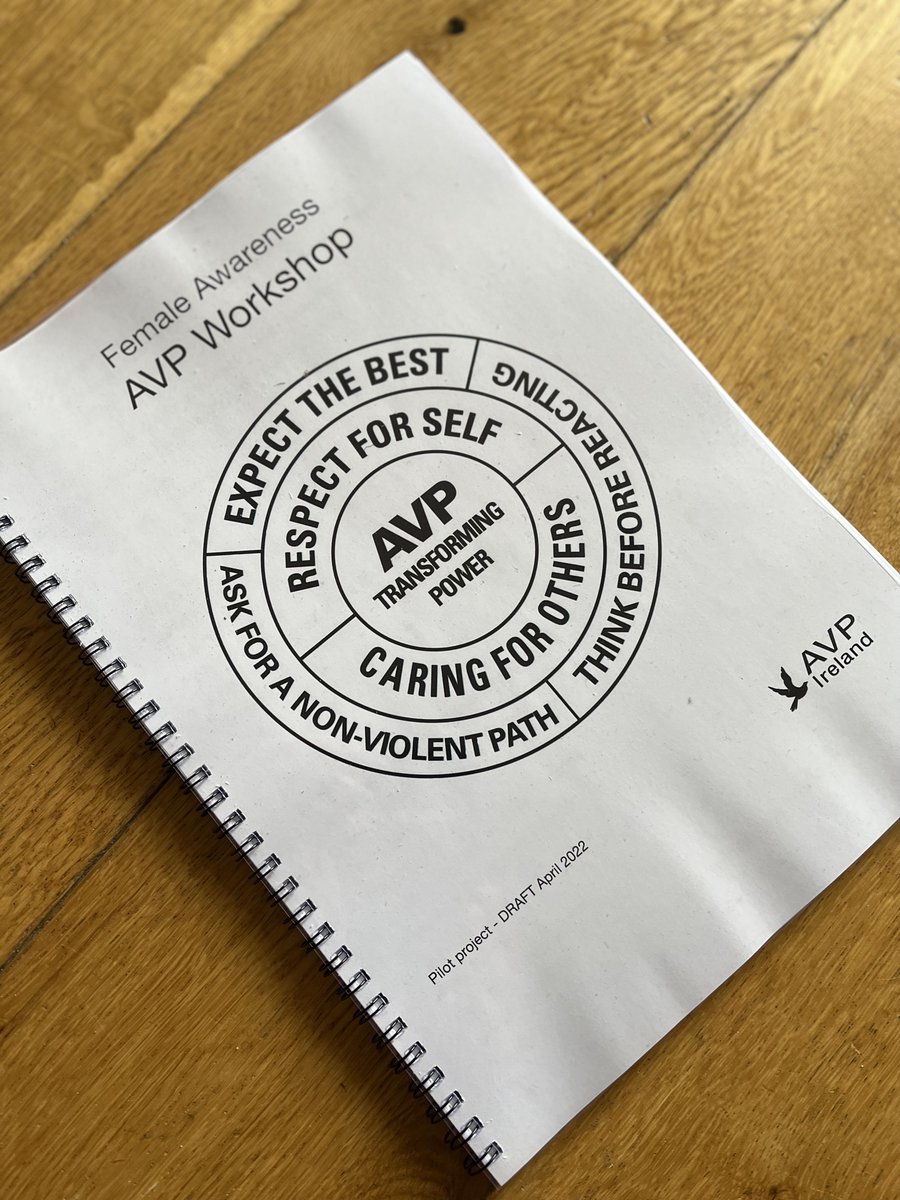 Female Awareness
AVP Workshop
EXPECT THE BEST
THINK BEFORE REACTING
ASK FOR A NON-VIOLENT PATH
RESPECT FOR SELF
CARING FOR OTHERS
AVP
TRANSFORMING
POWER
AVP
Ireland
Pilot project - DRAFT April 2022